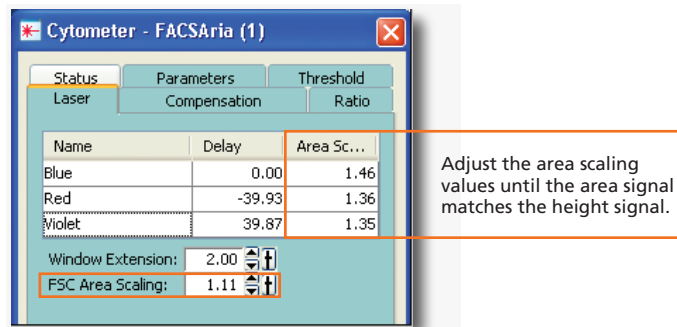 Cytometer - FACSAria (1)
Status Parameters Threshold
Laser Compensation Ratio
Name Delay Area Sc...
Blue 0.00 1.46
Red -39.93 1.36
Violet 39.87 1.35
Window Extension: 2.00
FSC Area Scaling: 1.11
Adjust the area scaling
values until the area signal
matches the height signal.